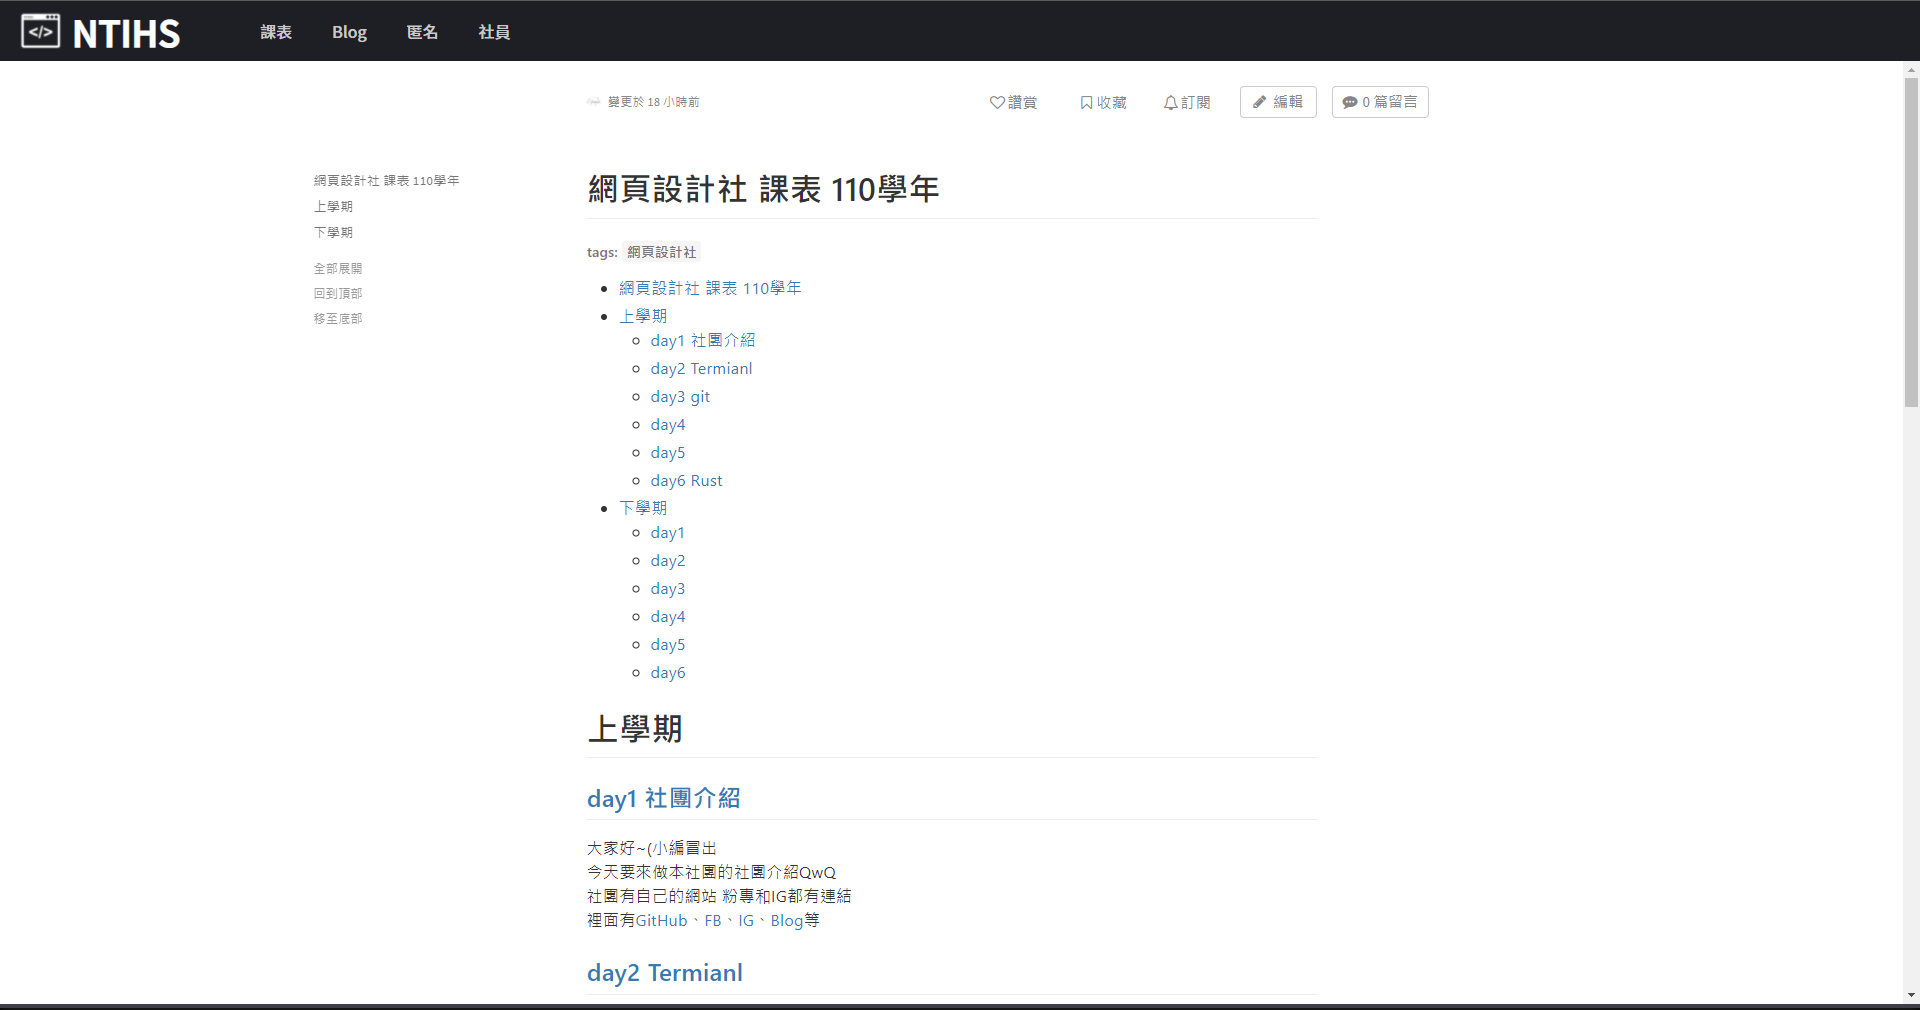 </> NTIHS 課表 Blog 匿名 社員
變更於 18 小時前 讚賞 收藏 訂閱 編輯 0 篇留言
網頁設計社 課表 110學年
上學期
下學期
全部展開
回到頂部
移至底部
網頁設計社 課表 110學年
tags: 網頁設計社
網頁設計社 課表 110學年
上學期
day1 社團介紹
day2 Termianl
day3 git
day4
day5
day6 Rust
下學期
day1
day2
day3
day4
day5
day6
上學期
day1 社團介紹
大家好~(小編冒出
今天要來做本社團的社團介紹QwQ
社團有自己的網站 粉專和IG都有連結
裡面有GitHub、FB、IG、Blog等
day2 Termianl